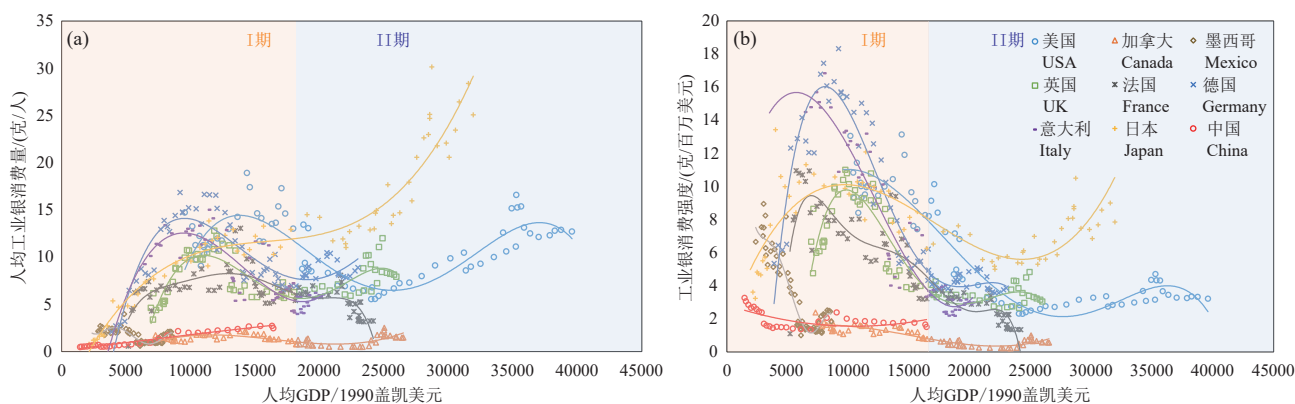 (a)
I期
II期
35
30
25
20
15
10
5
0
人均工业银消费量/(克/人)
0
5000
10000
15000
20000
25000
30000
35000
40000
45000
人均GDP/1990盖凯美元
(b)
I期
II期
20
18
16
14
12
10
8
6
4
2
0
工业银消费强度/(克/百万美元)
0
5000
10000
15000
20000
25000
30000
35000
40000
45000
人均GDP/1990盖凯美元
美国 加拿大 墨西哥
USA Canada Mexico
英国 法国 德国
UK France Germany
意大利 日本 中国
Italy Japan China